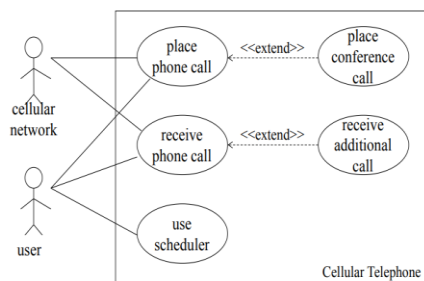 place
phone call
<<extend>>
place
conference
call
cellular
network
receive
phone call
<<extend>>
receive
additional
call
user
use
scheduler
Cellular Telephone